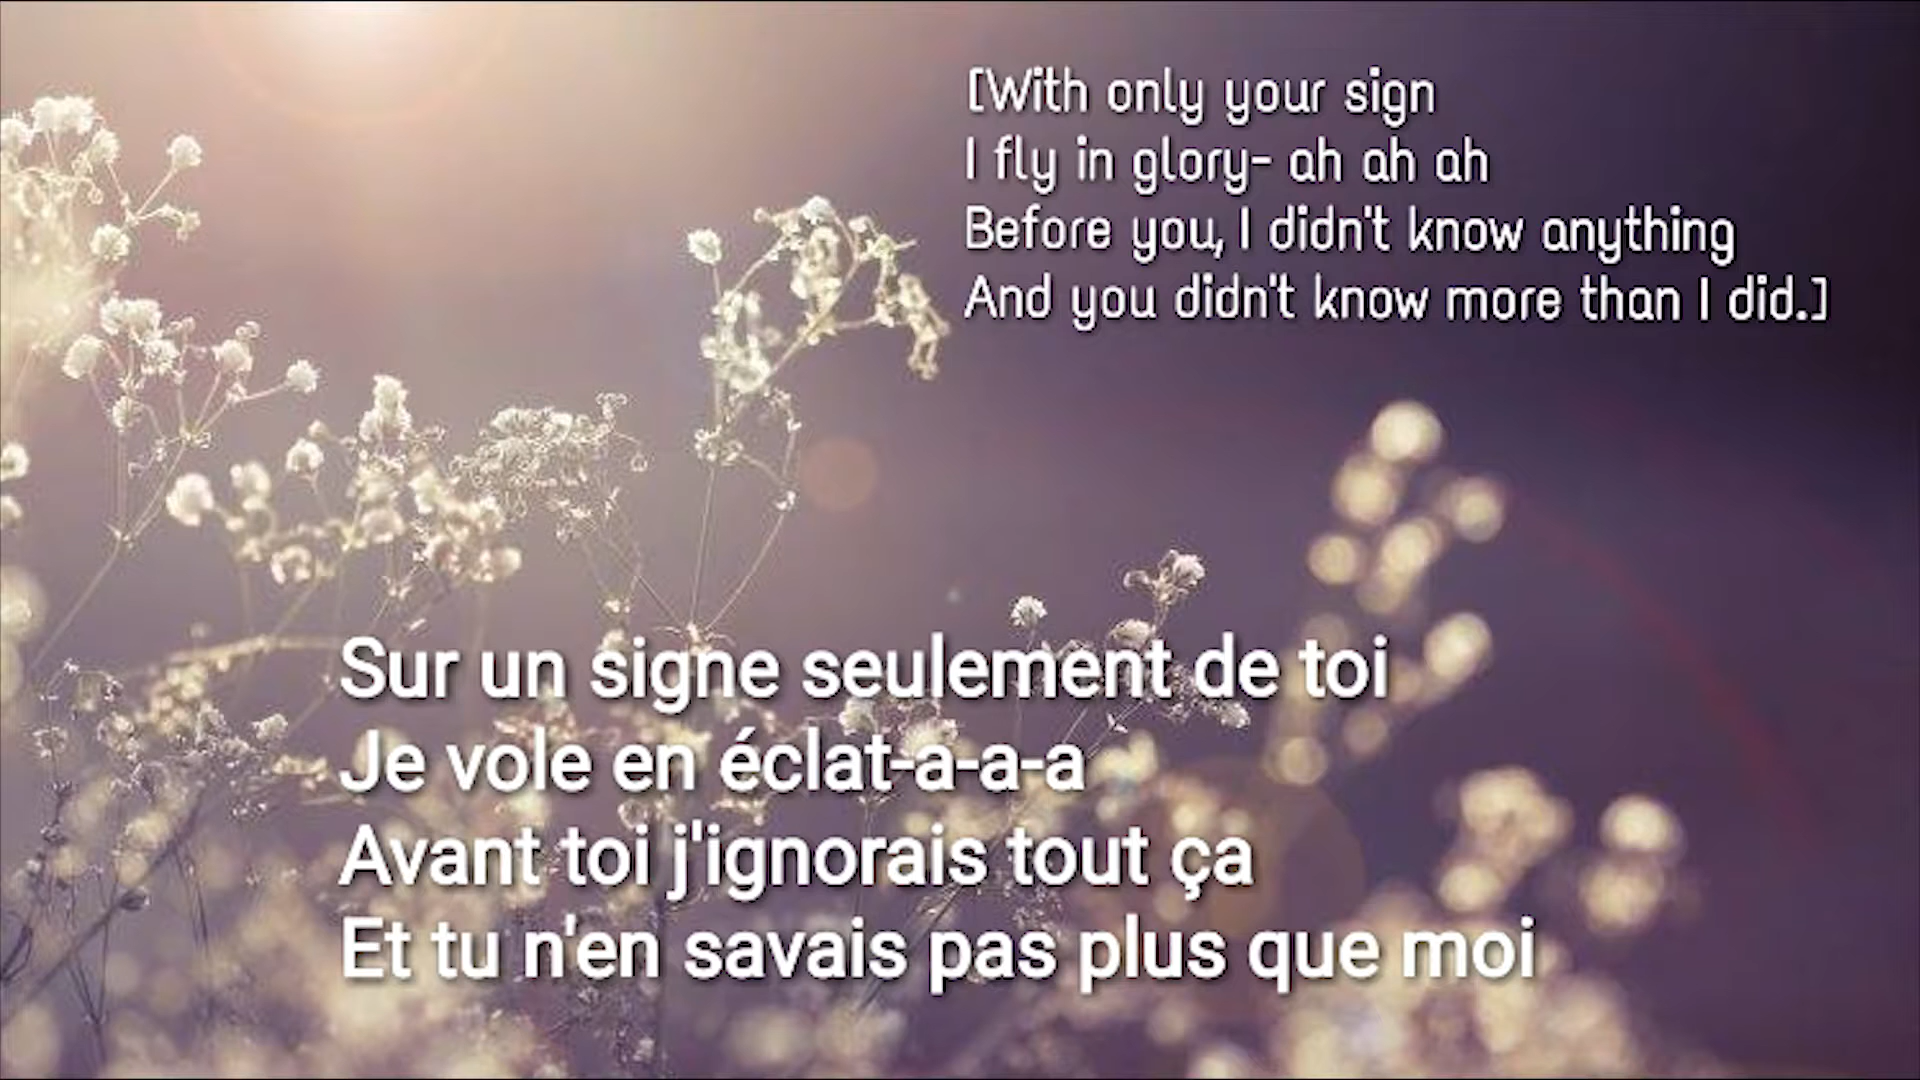 [With only your sign
I fly in glory- ah ah ah
Before you, I didn't know anything
And you didn't know more than I did.]
Sur un signe seulement de toi
Je vole en éclat-a-a-a
Avant toi j'ignorais tout ça
Et tu n'en savais pas plus que moi